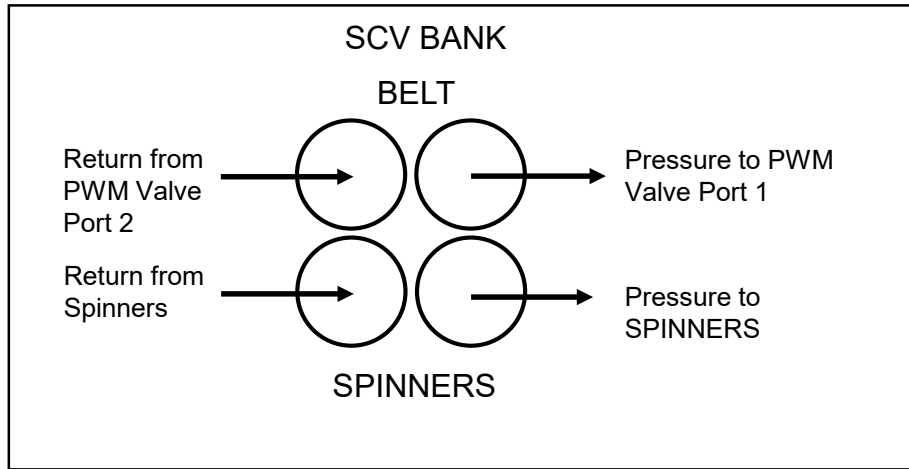 SCV BANK
BELT
Return from
PWM Valve
Port 2
Pressure to PWM
Valve Port 1
Return from
Spinners
Pressure to
SPINNERS
SPINNERS